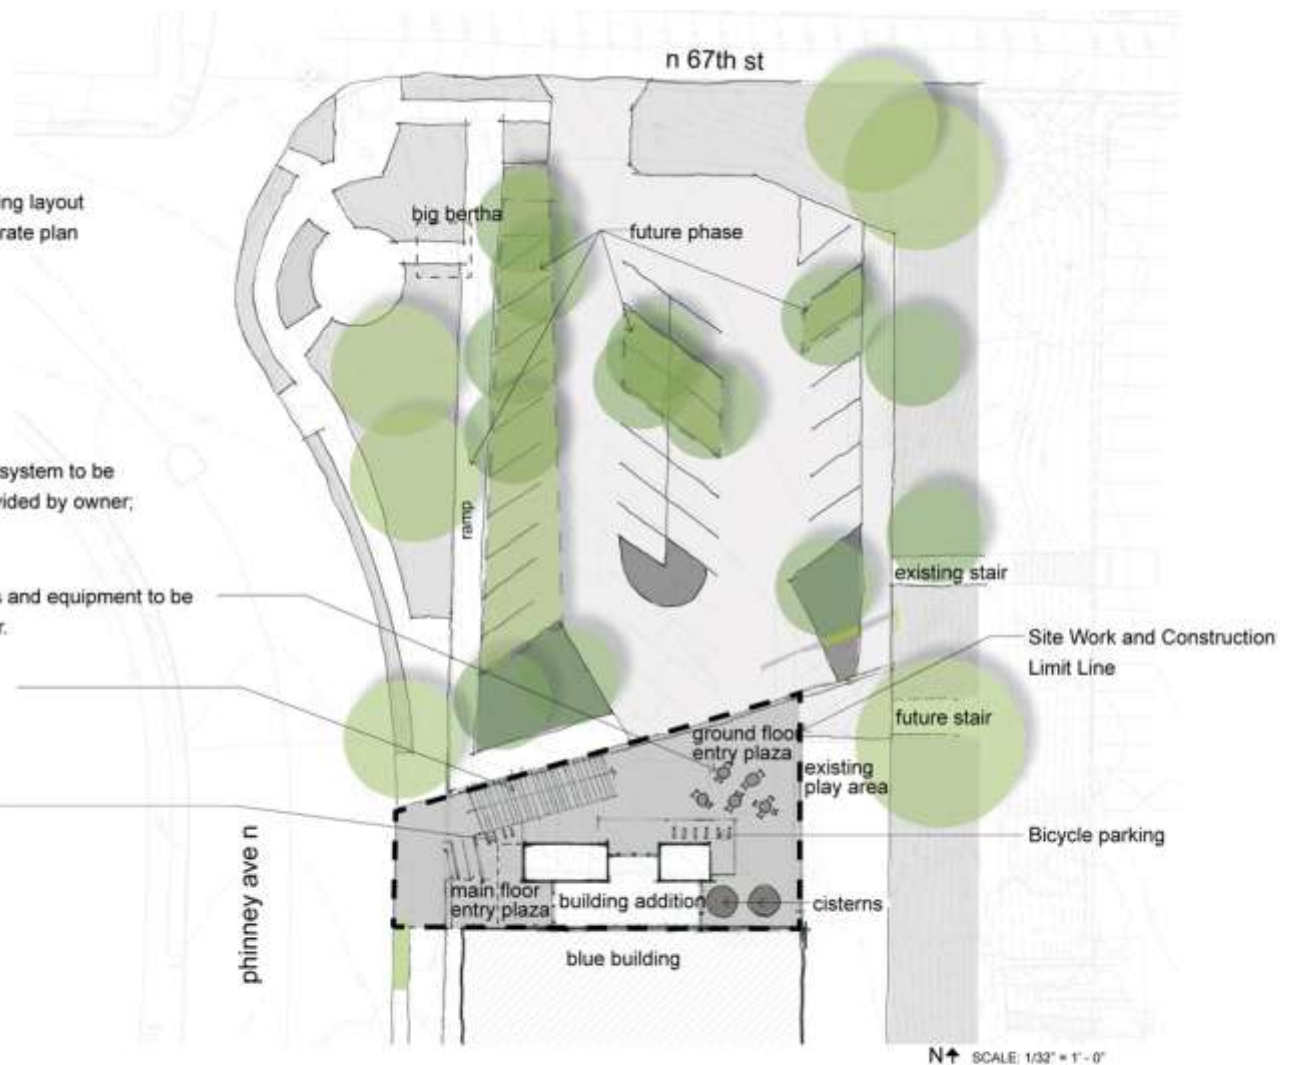 n 67th st
ing layout
rate plan
big bertha
future phase
system to be
vided by owner;
ramp
existing stair
s and equipment to be
r.
Site Work and Construction
Limit Line
future stair
ground floor
entry plaza
existing
play area
Bicycle parking
main floor
entry plaza
building addition
cisterns
phinney ave n
blue building
N SCALE: 1/32" = 1' - 0"